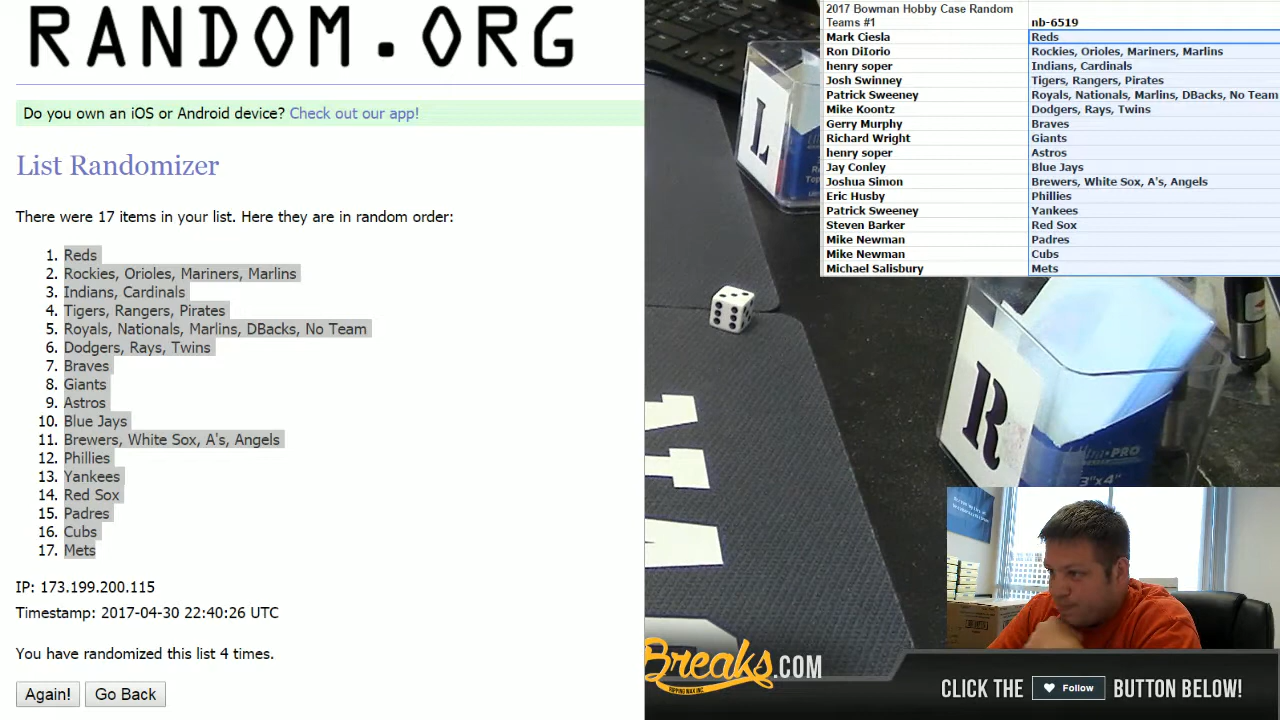 RANDOM.ORG
Do you own an iOS or Android device? Check out our app!
List Randomizer
There were 17 items in your list. Here they are in random order:
1. Reds
2. Rockies, Orioles, Mariners, Marlins
3. Indians, Cardinals
4. Tigers, Rangers, Pirates
5. Royals, Nationals, Marlins, DBacks, No Team
6. Dodgers, Rays, Twins
7. Braves
8. Giants
9. Astros
10. Blue Jays
11. Brewers, White Sox, A's, Angels
12. Phillies
13. Yankees
14. Red Sox
15. Padres
16. Cubs
17. Mets
IP: 173.199.200.115
Timestamp: 2017-04-30 22:40:26 UTC
You have randomized this list 4 times.
Again! Go Back
2017 Bowman Hobby Case Random
Teams #1 nb-6519
Mark Ciesla Reds
Ron DiIorio Rockies, Orioles, Mariners, Marlins
henry soper Indians, Cardinals
Josh Swinney Tigers, Rangers, Pirates
Patrick Sweeney Royals, Nationals, Marlins, DBacks, No Team
Mike Koontz Dodgers, Rays, Twins
Gerry Murphy Braves
Richard Wright Giants
henry soper Astros
Jay Conley Blue Jays
Joshua Simon Brewers, White Sox, A's, Angels
Eric Husby Phillies
Patrick Sweeney Yankees
Steven Barker Red Sox
Mike Newman Padres
Mike Newman Cubs
Michael Salisbury Mets
L
R
Ultra·PRO
3"x4"
Breaks.COM
RIPPING WAX INC.
CLICK THE Follow BUTTON BELOW!